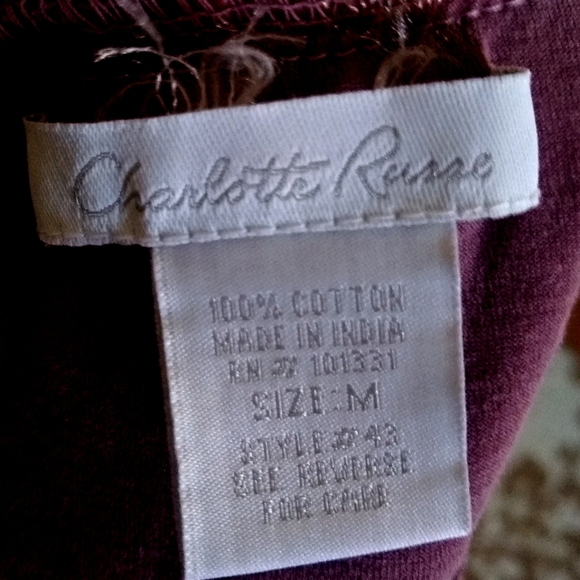 Charlotte Russe
100% COTTON
MADE IN INDIA
RN # 101331
SIZE: M
STYLE # 43
SEE REVERSE
FOR CARE